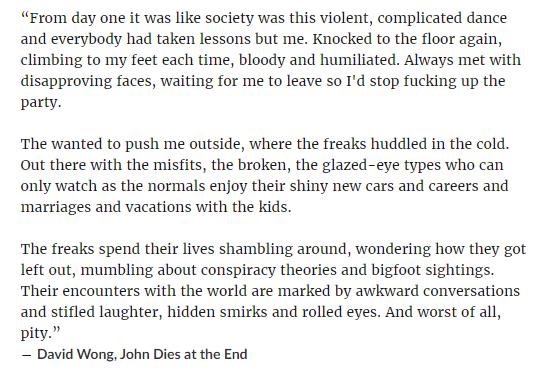 “From day one it was like society was this violent, complicated dance
and everybody had taken lessons but me. Knocked to the floor again,
climbing to my feet each time, bloody and humiliated. Always met with
disapproving faces, waiting for me to leave so I'd stop fucking up the
party.
The wanted to push me outside, where the freaks huddled in the cold.
Out there with the misfits, the broken, the glazed-eye types who can
only watch as the normals enjoy their shiny new cars and careers and
marriages and vacations with the kids.
The freaks spend their lives shambling around, wondering how they got
left out, mumbling about conspiracy theories and bigfoot sightings.
Their encounters with the world are marked by awkward conversations
and stifled laughter, hidden smirks and rolled eyes. And worst of all,
pity.”
― David Wong, John Dies at the End